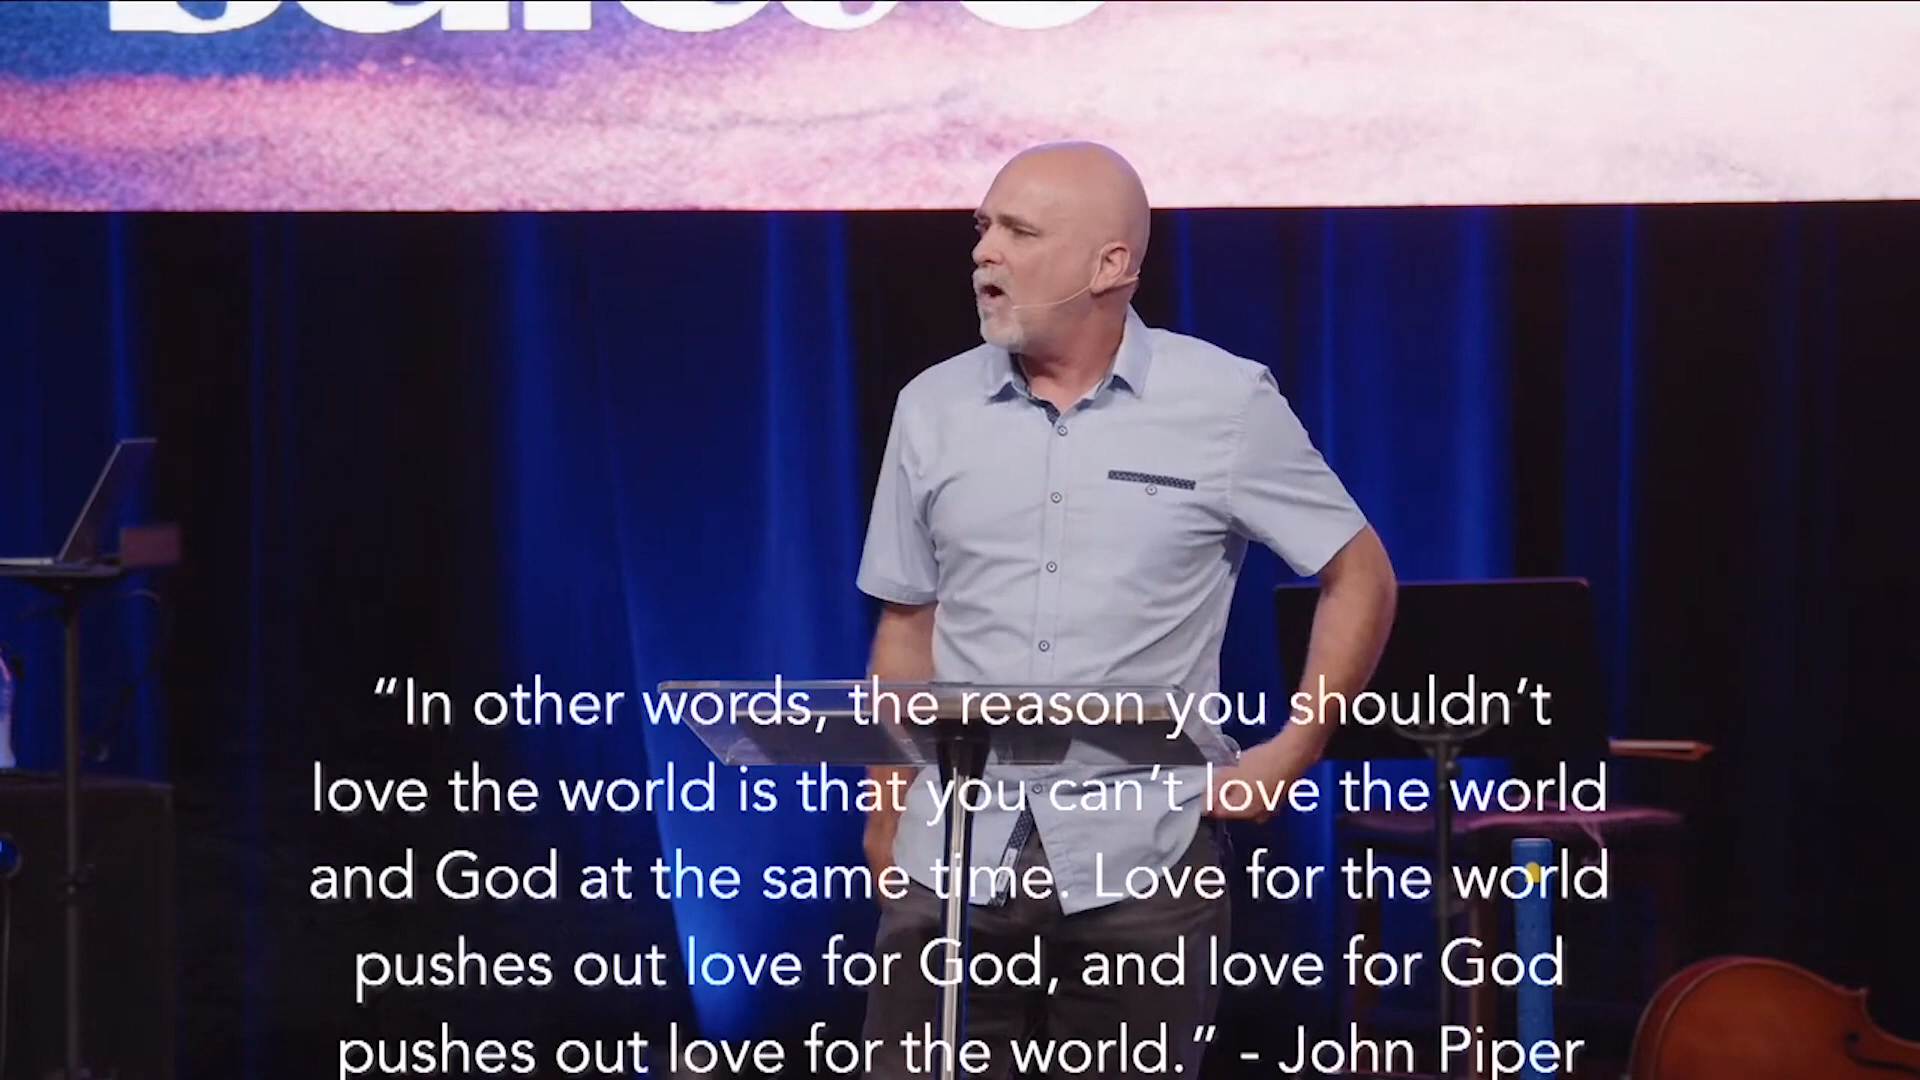 “In other words, the reason you shouldn’t
love the world is that you can’t love the world
and God at the same time. Love for the world
pushes out love for God, and love for God
pushes out love for the world.” - John Piper